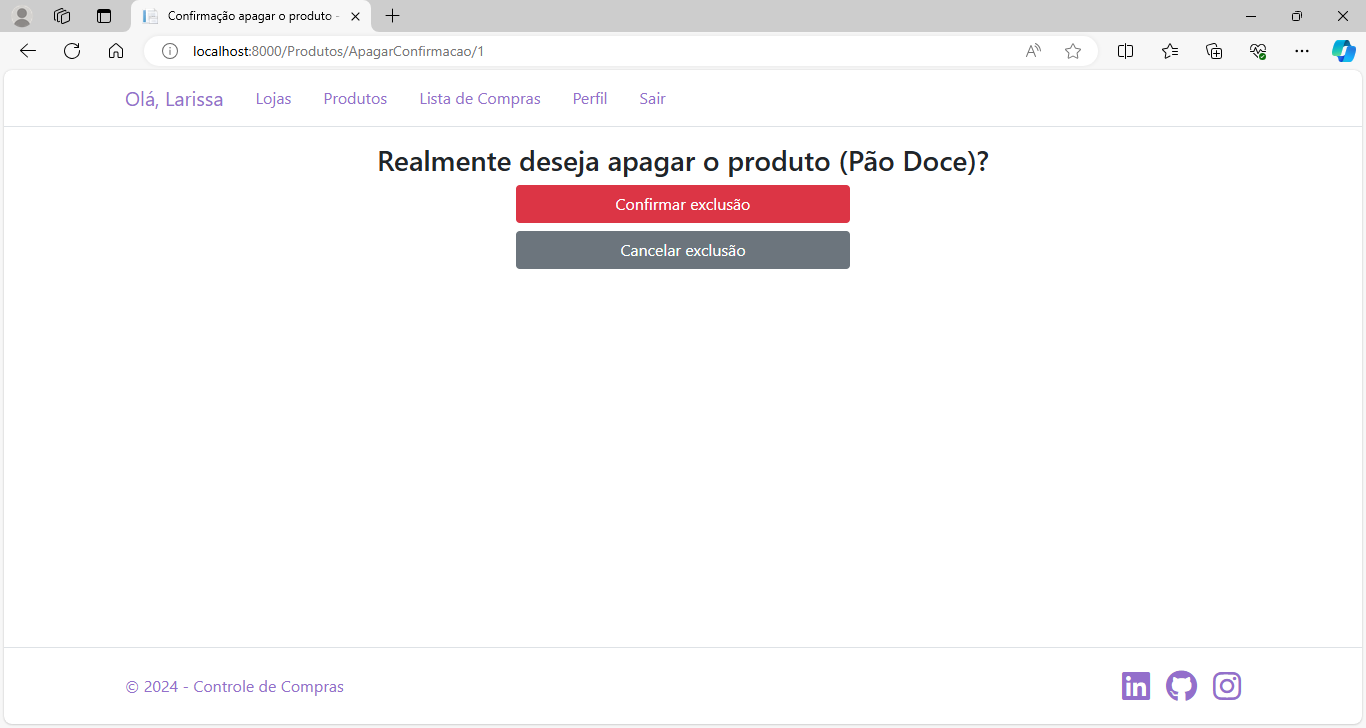 Confirmação apagar o produto -
localhost:8000/Produtos/ApagarConfirmacao/1
Olá, Larissa Lojas Produtos Lista de Compras Perfil Sair
Realmente deseja apagar o produto (Pão Doce)?
Confirmar exclusão
Cancelar exclusão
© 2024 - Controle de Compras